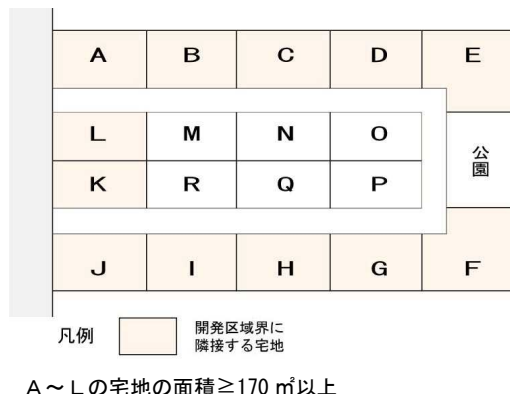 A B C D E
L M N O
公園
K R Q P
J I H G F
凡例 開発区域界に
隣接する宅地
A～Lの宅地の面積≧170 ㎡以上